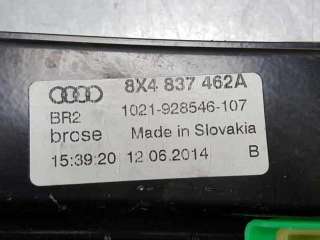 8X4 837 462A
BR2 1021-928546-107
brose Made in Slovakia
15:39:20 12 06.2014 B